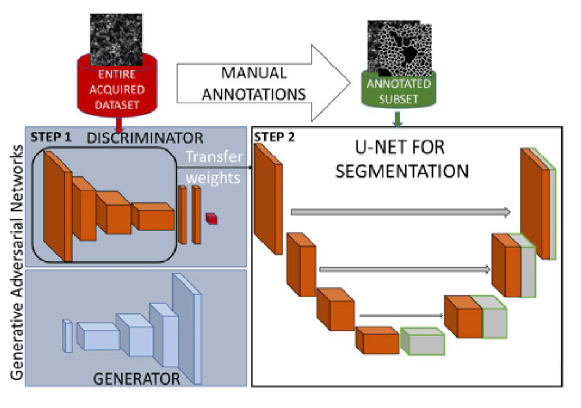 ENTIRE
ACQUIRED
DATASET
MANUAL
ANNOTATIONS
ANNOTATED
SUBSET
Generative Adversarial Networks
STEP 1
DISCRIMINATOR
Transfer
weights
GENERATOR
STEP 2
U-NET FOR
SEGMENTATION